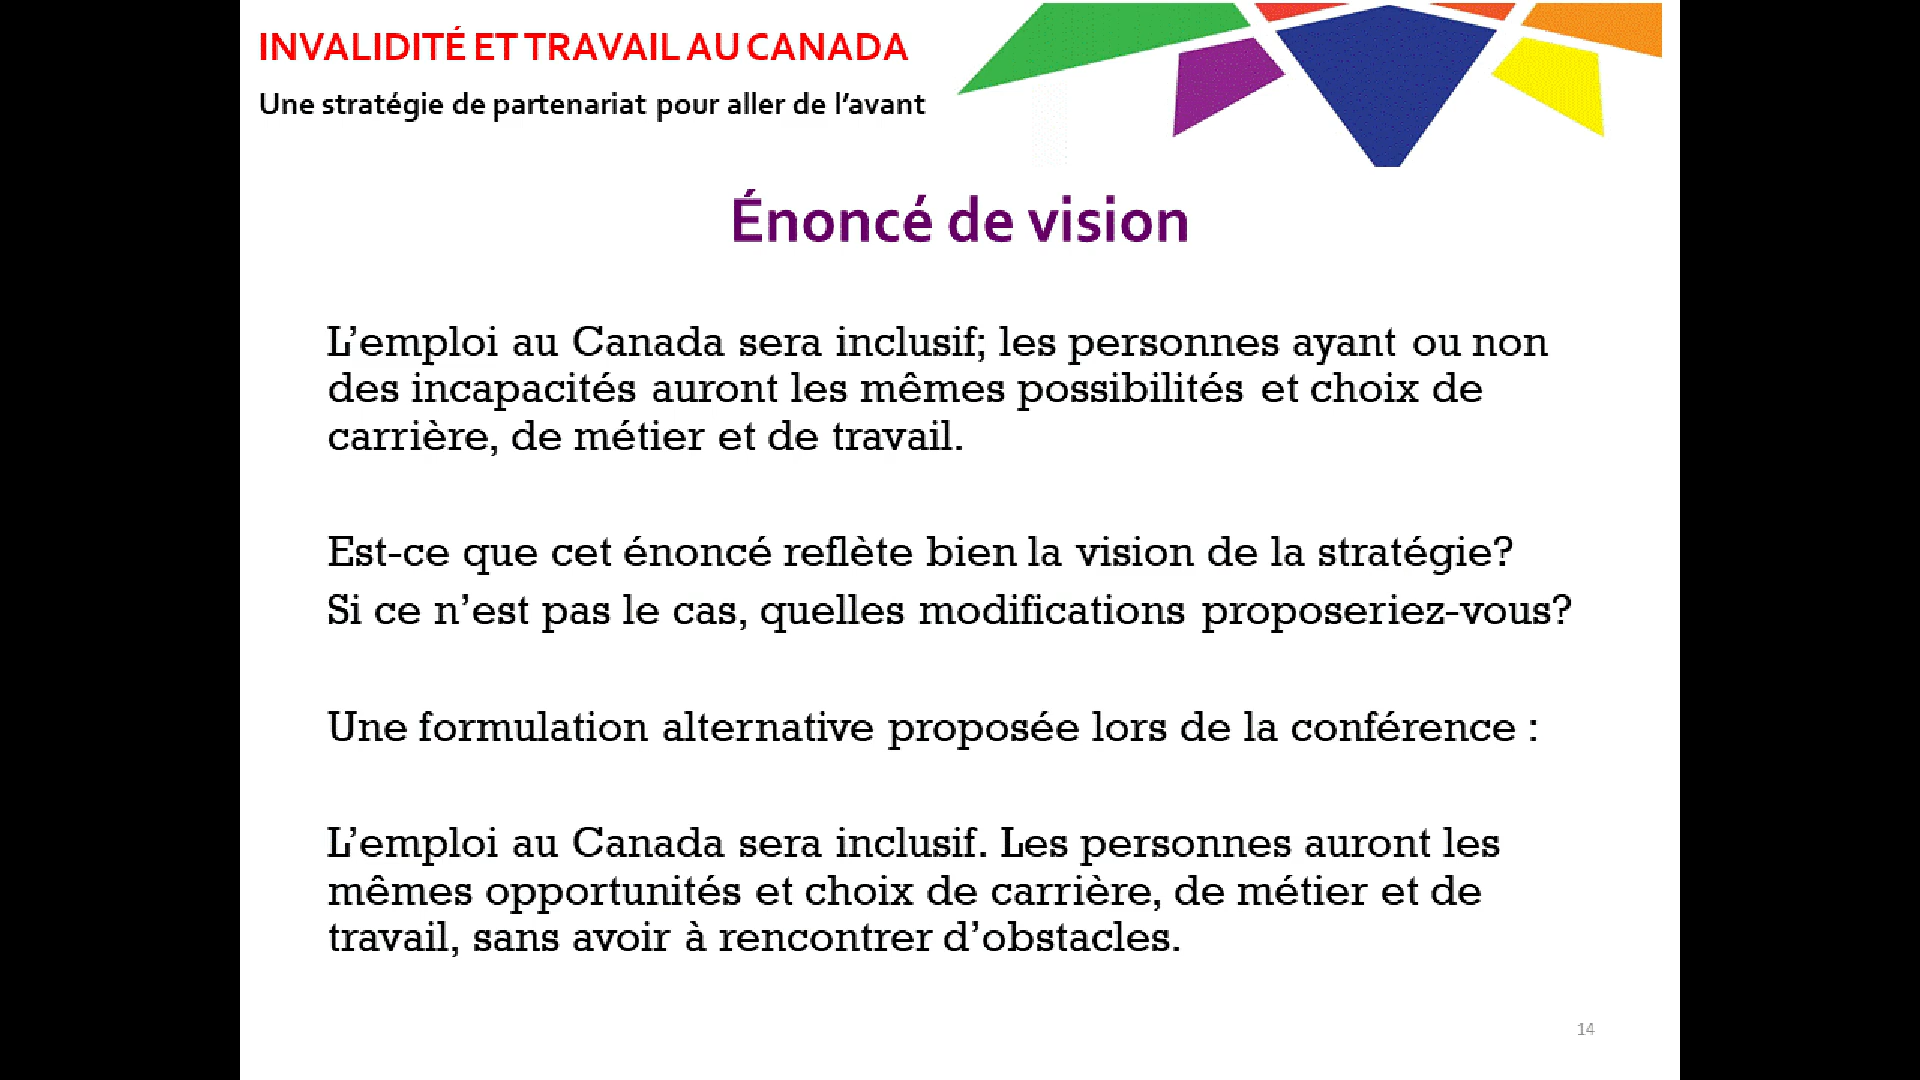 INVALIDITÉ ET TRAVAIL AU CANADA
Une stratégie de partenariat pour aller de l’avant
Énoncé de vision
L’emploi au Canada sera inclusif; les personnes ayant ou non
des incapacités auront les mêmes possibilités et choix de
carrière, de métier et de travail.
Est-ce que cet énoncé reflète bien la vision de la stratégie?
Si ce n’est pas le cas, quelles modifications proposeriez-vous?
Une formulation alternative proposée lors de la conférence :
L’emploi au Canada sera inclusif. Les personnes auront les
mêmes opportunités et choix de carrière, de métier et de
travail, sans avoir à rencontrer d’obstacles.
14